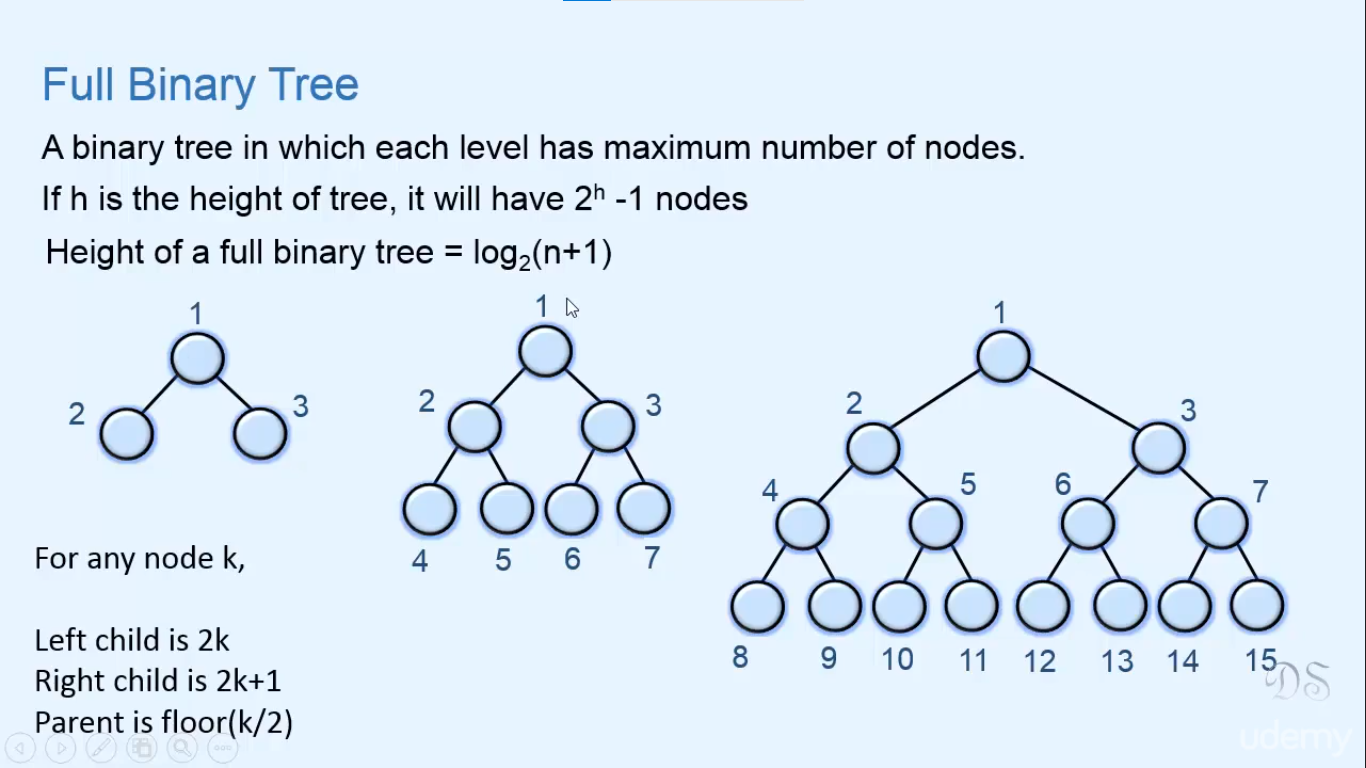 Full Binary Tree
A binary tree in which each level has maximum number of nodes.
If h is the height of tree, it will have 2ʰ -1 nodes
Height of a full binary tree = log₂(n+1)
1
2 3
4 5 6 7
1
2 3
1
2 3
4 5 6 7
8 9 10 11 12 13 14 15
For any node k,
Left child is 2k
Right child is 2k+1
Parent is floor(k/2)
DS
udemy